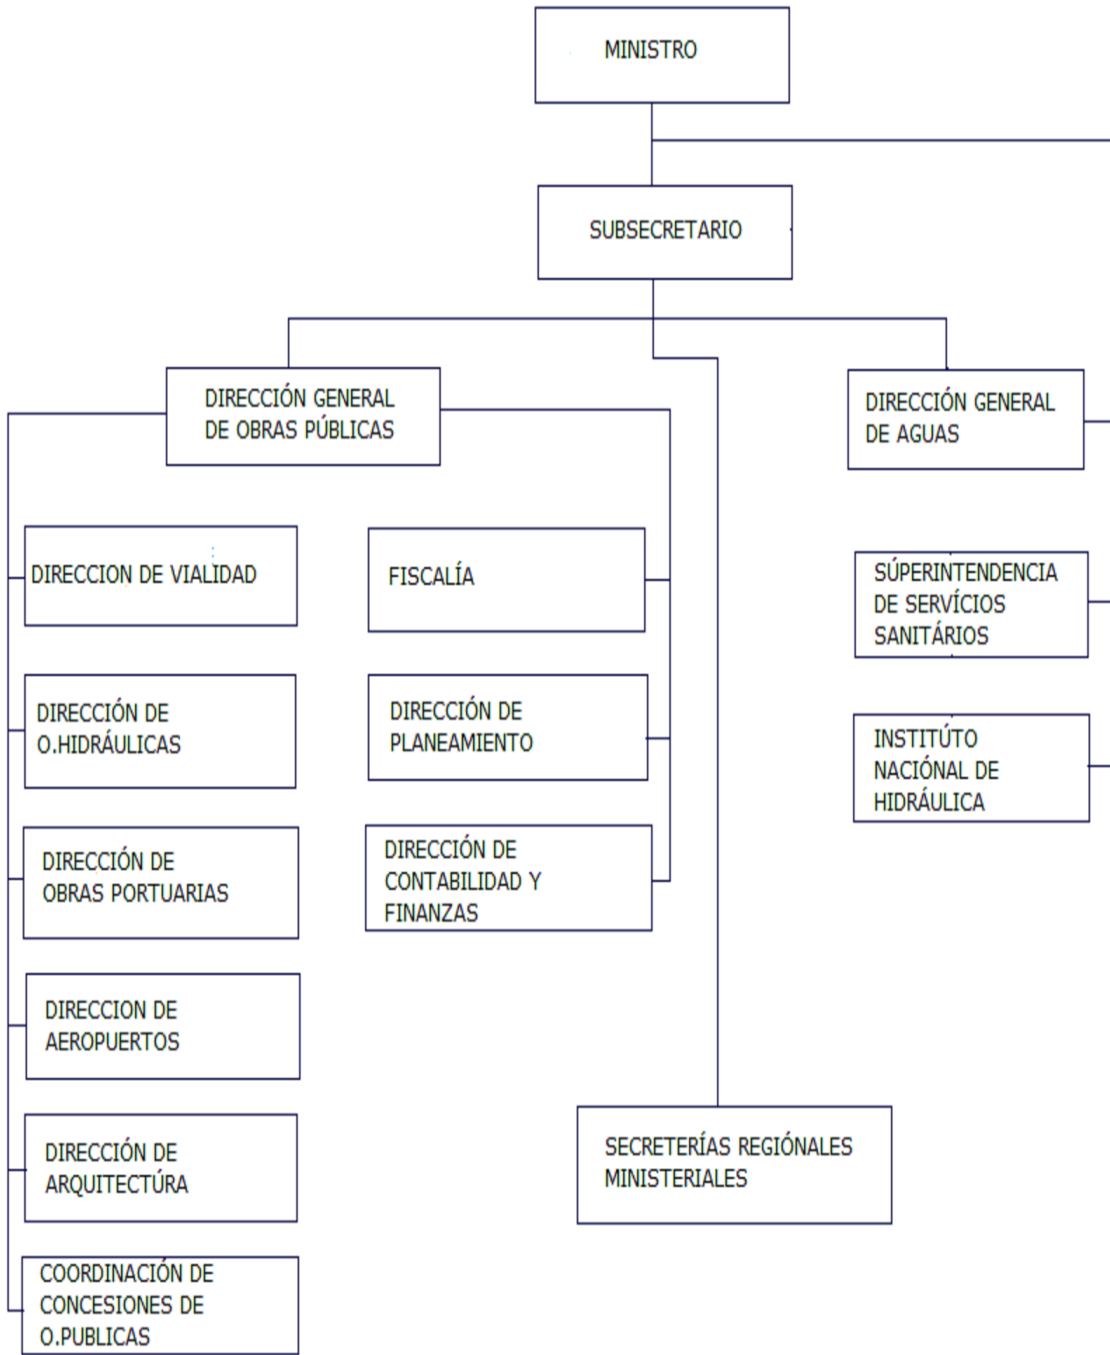 MINISTRO
SUBSECRETARIO
DIRECCIÓN GENERAL
DE OBRAS PÚBLICAS
DIRECCIÓN GENERAL
DE AGUAS
DIRECCION DE VIALIDAD
FISCALÍA
SÚPERINTENDENCIA
DE SERVÍCIOS
SANITÁRIOS
DIRECCIÓN DE
O.HIDRÁULICAS
DIRECCIÓN DE
PLANEAMIENTO
INSTITÚTO
NACIÓNAL DE
HIDRÁULICA
DIRECCIÓN DE
OBRAS PORTUARIAS
DIRECCIÓN DE
CONTABILIDAD Y
FINANZAS
DIRECCION DE
AEROPUERTOS
DIRECCIÓN DE
ARQUITECTÚRA
SECRETERÍAS REGIÓNALES
MINISTERIALES
COORDINACIÓN DE
CONCESIONES DE
O.PUBLICAS